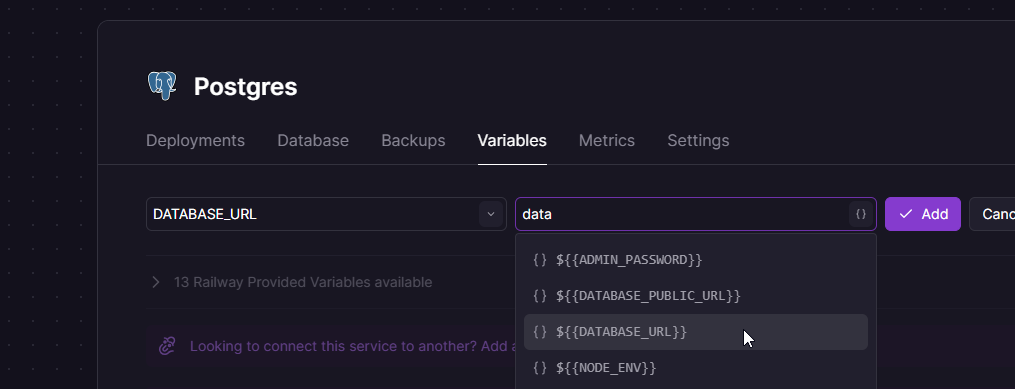 Postgres
Deployments Database Backups Variables Metrics Settings
DATABASE_URL data {} Add Canc
{} ${{ADMIN_PASSWORD}}
13 Railway Provided Variables available
{} ${{DATABASE_PUBLIC_URL}}
{} ${{DATABASE_URL}}
Looking to connect this service to another? Add a
{} ${{NODE_ENV}}